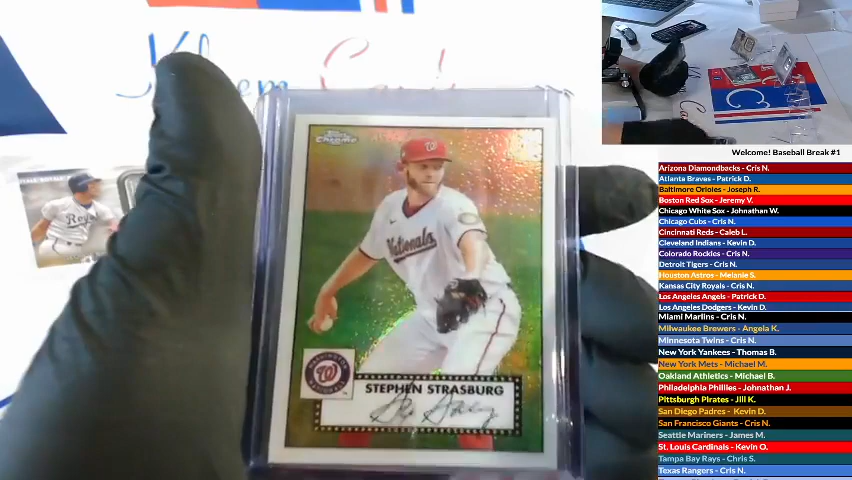 Topps
Chrome
Nationals
STEPHEN STRASBURG
Royals
Welcome! Baseball Break #1
Arizona Diamondbacks - Cris N.
Atlanta Braves - Patrick D.
Baltimore Orioles - Joseph R.
Boston Red Sox - Jeremy V.
Chicago White Sox - Johnathan W.
Chicago Cubs - Cris N.
Cincinnati Reds - Caleb L.
Cleveland Indians - Kevin D.
Colorado Rockies - Cris N.
Detroit Tigers - Cris N.
Houston Astros - Melanie S.
Kansas City Royals - Cris N.
Los Angeles Angels - Patrick D.
Los Angeles Dodgers - Kevin D.
Miami Marlins - Cris N.
Milwaukee Brewers - Angela K.
Minnesota Twins - Cris N.
New York Yankees - Thomas B.
New York Mets - Michael M.
Oakland Athletics - Michael B.
Philadelphia Phillies - Johnathan J.
Pittsburgh Pirates - Jill K.
San Diego Padres - Kevin D.
San Francisco Giants - Cris N.
Seattle Mariners - James M.
St. Louis Cardinals - Kevin O.
Tampa Bay Rays - Chris S.
Texas Rangers - Cris N.